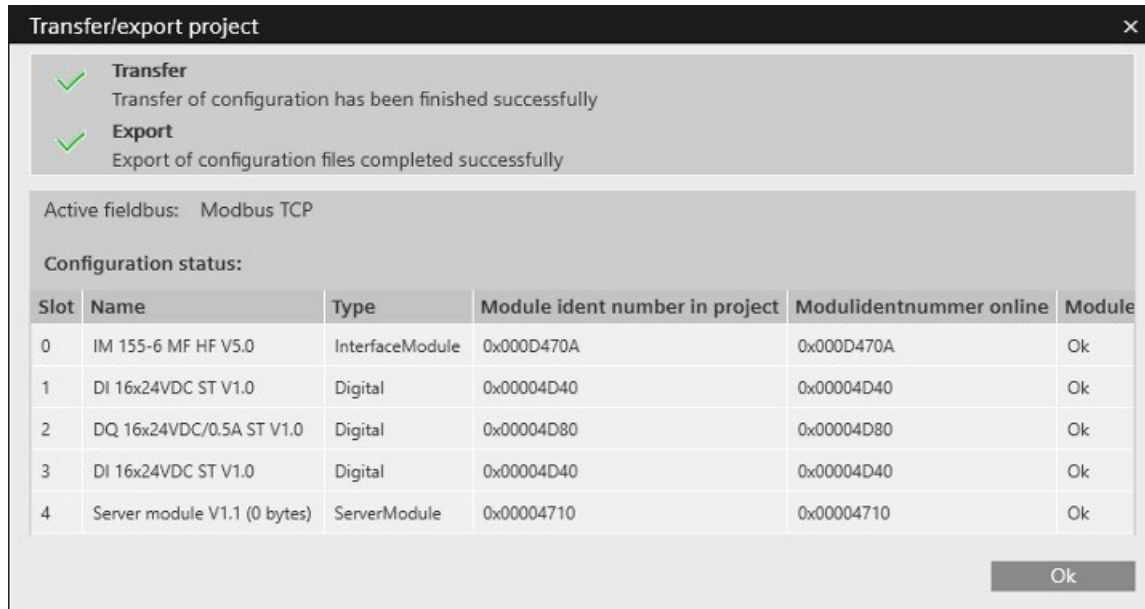 Transfer/export project
Transfer
Transfer of configuration has been finished successfully
Export
Export of configuration files completed successfully
Active fieldbus: Modbus TCP
Configuration status:
Slot Name Type Module ident number in project Modulidentnummer online Module
0 IM 155-6 MF HF V5.0 InterfaceModule 0x000D470A 0x000D470A Ok
1 DI 16x24VDC ST V1.0 Digital 0x00004D40 0x00004D40 Ok
2 DQ 16x24VDC/0.5A ST V1.0 Digital 0x00004D80 0x00004D80 Ok
3 DI 16x24VDC ST V1.0 Digital 0x00004D40 0x00004D40 Ok
4 Server module V1.1 (0 bytes) ServerModule 0x00004710 0x00004710 Ok
Ok